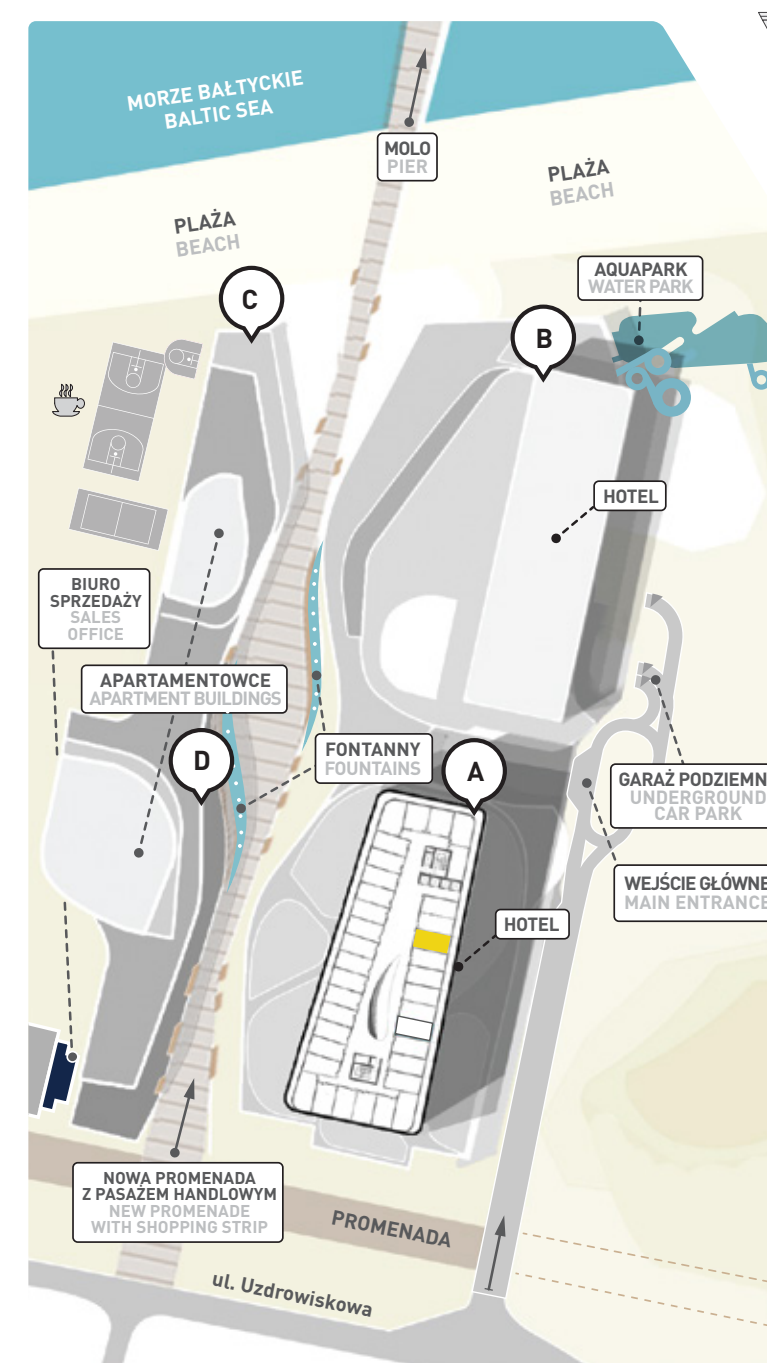 MORZE BAŁTYCKIE
BALTIC SEA
MOLO
PIER
PLAŻA
BEACH
PLAŻA
BEACH
AQUAPARK
WATER PARK
C
B
HOTEL
BIURO
SPRZEDAŻY
SALES
OFFICE
APARTAMENTOWCE
APARTMENT BUILDINGS
D
FONTANNY
FOUNTAINS
A
GARAŻ PODZIEMN
UNDERGROUND
CAR PARK
WEJŚCIE GŁÓWNE
MAIN ENTRANCE
HOTEL
NOWA PROMENADA
Z PASAŻEM HANDLOWYM
NEW PROMENADE
WITH SHOPPING STRIP
PROMENADA
ul. Uzdrowiskowa